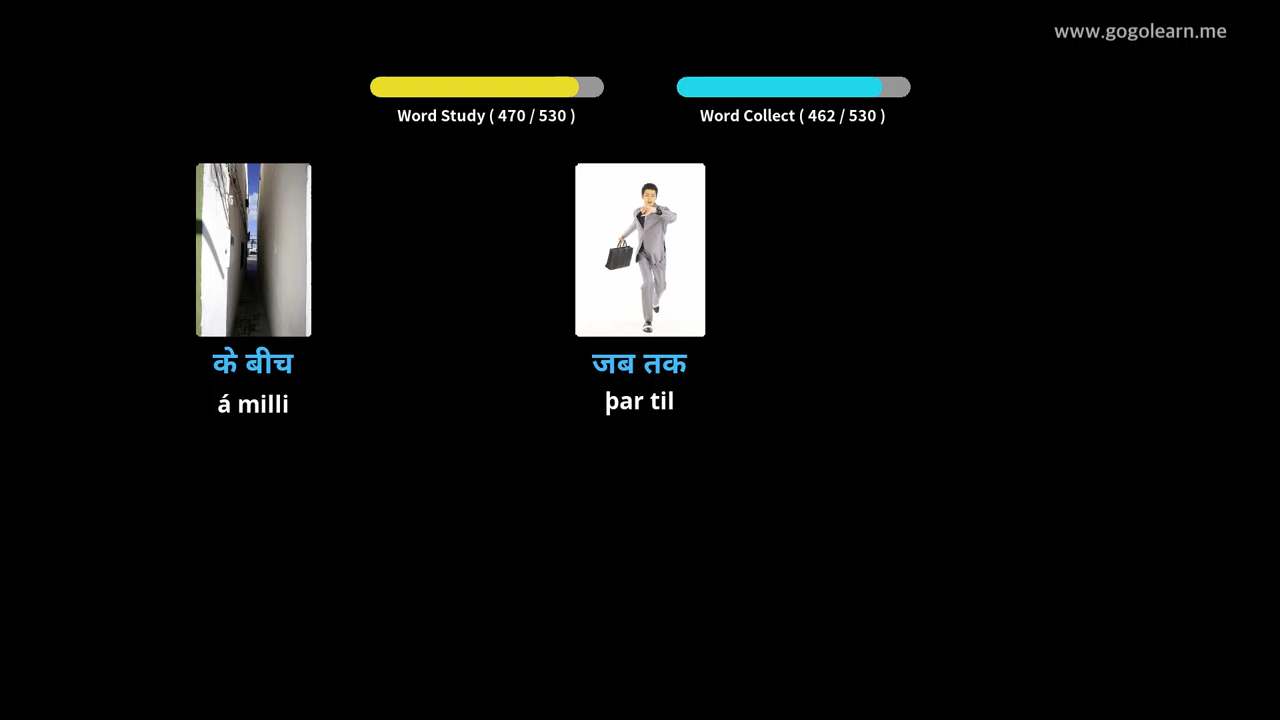 www.gogolearn.me
Word Study ( 470 / 530 )
Word Collect ( 462 / 530 )
के बीच
á milli
जब तक
þar til